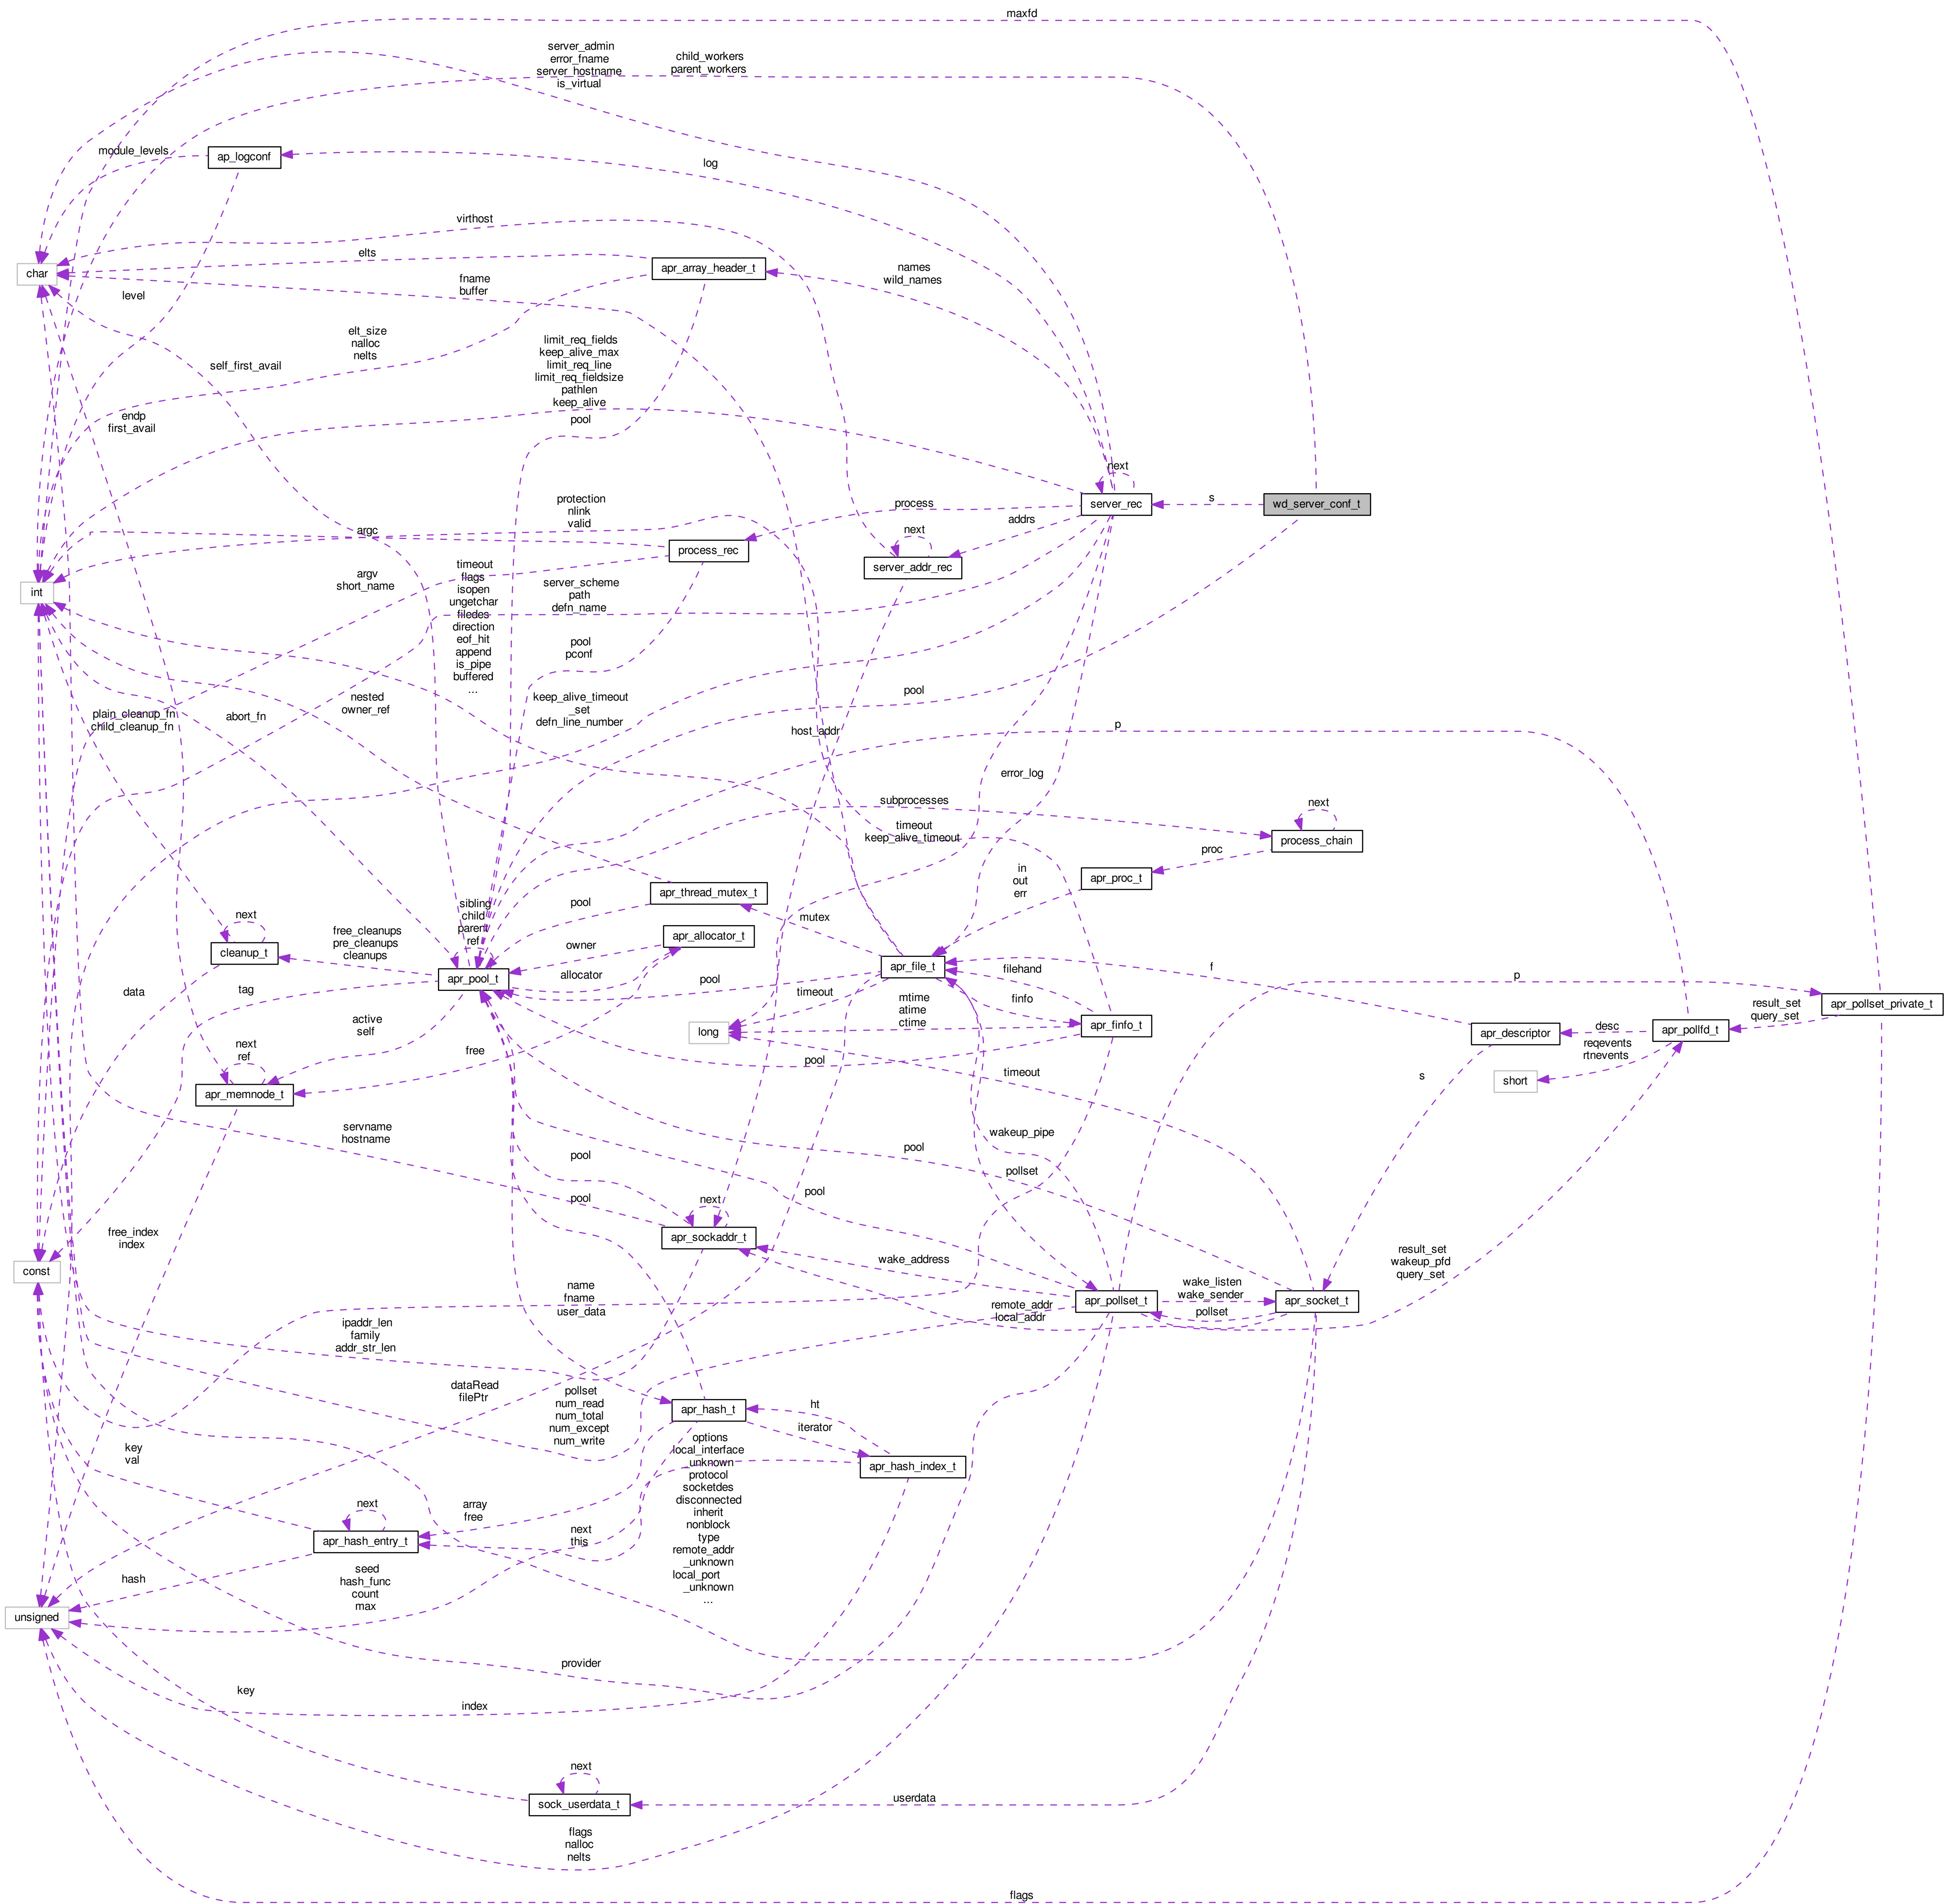 maxfd
server_admin
error_fname
server_hostname
is_virtual
child_workers
parent_workers
module_levels
ap_logconf
log
virthost
elts
char
apr_array_header_t
names
wild_names
fname
buffer
level
elt_size
nalloc
nelts
self_first_avail
limit_req_fields
keep_alive_max
limit_req_line
limit_req_fieldsize
pathlen
keep_alive
endp
first_avail
pool
next
server_rec
s
wd_server_conf_t
protection
nlink
valid
process
addrs
argc
process_rec
next
server_addr_rec
int
argv
short_name
timeout
flags
isopen
ungetchar
filedes
direction
eof_hit
append
is_pipe
buffered
...
server_scheme
path
defn_name
pool
pconf
nested
owner_ref
keep_alive_timeout
_set
defn_line_number
pool
plain_cleanup_fn
child_cleanup_fn
abort_fn
host_addr
p
error_log
subprocesses
next
process_chain
timeout
keep_alive_timeout
proc
in
out
err
apr_proc_t
apr_thread_mutex_t
pool
mutex
sibling
child
parent
ref
next
cleanup_t
free_cleanups
pre_cleanups
cleanups
owner
apr_allocator_t
apr_pool_t
allocator
pool
apr_file_t
filehand
f
p
data
tag
timeout
mtime
atime
ctime
finfo
apr_finfo_t
long
apr_descriptor
desc
apr_pollfd_t
result_set
query_set
apr_pollset_private_t
active
self
free
pool
reqevents
rtnevents
short
next
ref
apr_memnode_t
timeout
s
servname
hostname
wakeup_pipe
pool
pollset
pool
pool
pool
next
apr_sockaddr_t
free_index
index
const
wake_address
result_set
wakeup_pfd
query_set
name
fname
user_data
apr_pollset_t
wake_listen
wake_sender
pollset
apr_socket_t
remote_addr
local_addr
ipaddr_len
family
addr_str_len
dataRead
filePtr
pollset
num_read
num_total
num_except
num_write
apr_hash_t
ht
iterator
apr_hash_index_t
key
val
options
local_interface
_unknown
protocol
socketdes
disconnected
inherit
nonblock
type
remote_addr
_unknown
local_port
_unknown
...
array
free
next
apr_hash_entry_t
next
this
hash
seed
hash_func
count
max
unsigned
provider
key
index
next
sock_userdata_t
userdata
flags
nalloc
nelts
flags